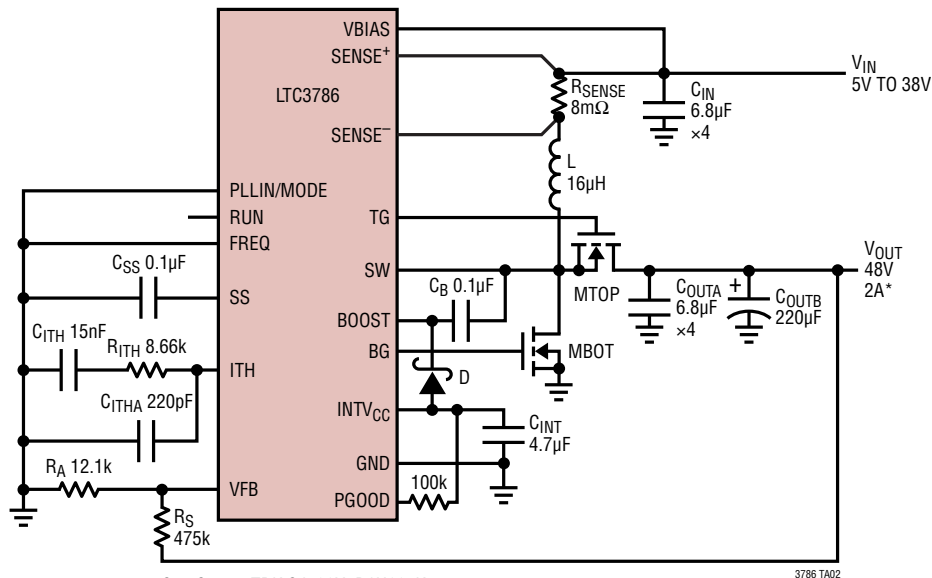 VBIAS
SENSE+
LTC3786
SENSE−
PLLIN/MODE
RUN
FREQ
SS
ITH
VFB
TG
SW
BOOST
BG
INTVCC
GND
PGOOD
VIN
5V TO 38V
RSENSE
8mΩ
CIN
6.8µF
×4
L
16µH
CSS 0.1µF
CB 0.1µF
MTOP
VOUT
48V
2A*
COUTA
6.8µF
×4
+
COUTB
220µF
CITH 15nF
RITH 8.66k
CITHA 220pF
MBOT
D
CINT
4.7µF
RA 12.1k
100k
RS
475k
3786 TA02